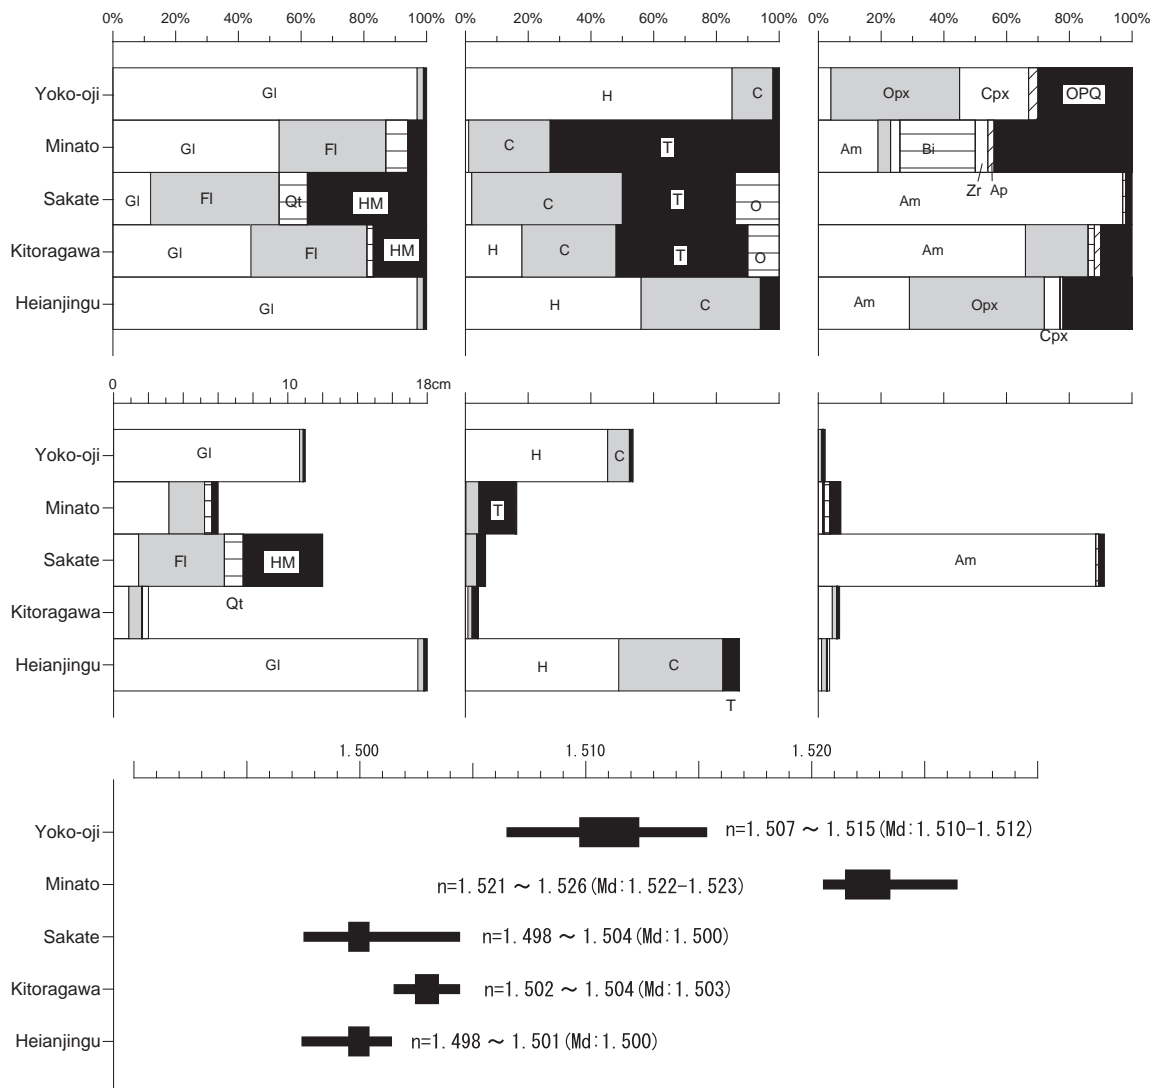 0% 20% 40% 60% 80% 100% 0% 20% 40% 60% 80% 100% 0% 20% 40% 60% 80% 100%
Yoko-oji Gl H C Opx Cpx OPQ
Minato Gl Fl C T Am Bi
Zr Ap
Sakate Gl Fl Qt HM C T O Am
Kitoragawa Gl Fl HM H C T O Am
Heianjingu Gl H C Am Opx
Cpx
0 10 18cm
Yoko-oji Gl H C
Minato T
Sakate Fl HM Am
Qt
Kitoragawa
Heianjingu Gl H C
T
1.500 1.510 1.520
Yoko-oji n=1.507 ～ 1.515(Md:1.510-1.512)
Minato n=1.521 ～ 1.526(Md:1.522-1.523)
Sakate n=1.498 ～ 1.504(Md:1.500)
Kitoragawa n=1.502 ～ 1.504(Md:1.503)
Heianjingu n=1.498 ～ 1.501(Md:1.500)